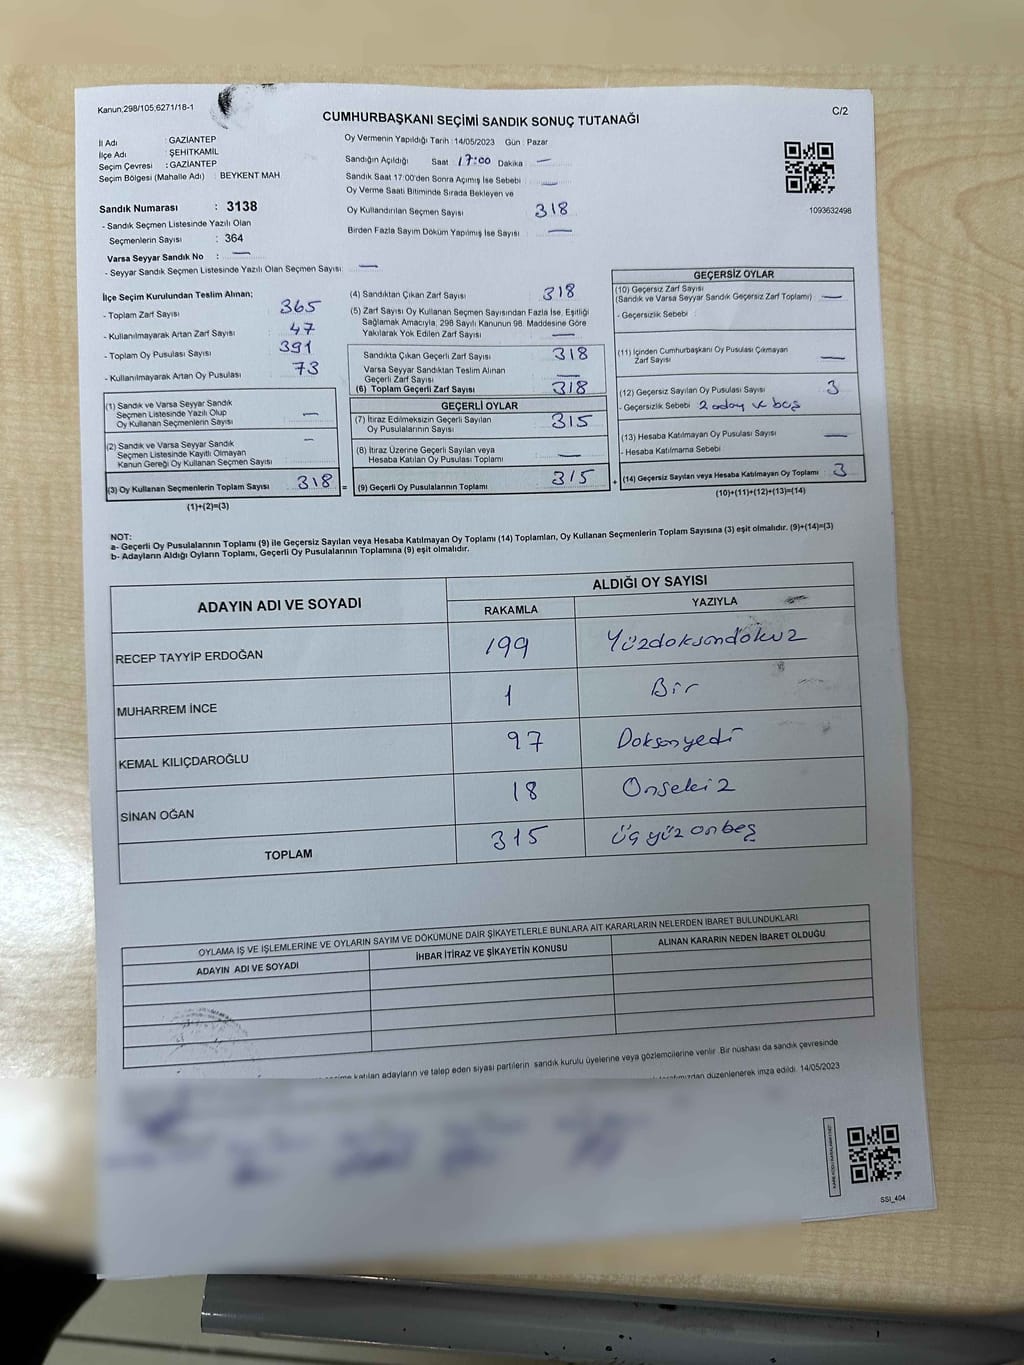 Kanun,298/105,6271/18-1
C/2
CUMHURBAŞKANI SEÇİMİ SANDIK SONUÇ TUTANAĞI
İl Adı : GAZİANTEP
İlçe Adı : ŞEHİTKAMİL
Seçim Çevresi : GAZİANTEP
Seçim Bölgesi (Mahalle Adı) : BEYKENT MAH
Sandık Numarası : 3138
- Sandık Seçmen Listesinde Yazılı Olan
Seçmenlerin Sayısı : 364
Varsa Seyyar Sandık No : —
- Seyyar Sandık Seçmen Listesinde Yazılı Olan Seçmen Sayısı: —
Oy Vermenin Yapıldığı Tarih : 14/05/2023 Gün : Pazar
Sandığın Açıldığı Saat 17:00 Dakika —
Sandık Saat 17:00'den Sonra Açımış İse Sebebi —
Oy Verme Saati Bitiminde Sırada Bekleyen ve
Oy Kullandırılan Seçmen Sayısı 318
Birden Fazla Sayım Döküm Yapılmış İse Sayısı —
1093632498
İlçe Seçim Kurulundan Teslim Alınan;
- Toplam Zarf Sayısı 365
- Kullanılmayarak Artan Zarf Sayısı 47
- Toplam Oy Pusulası Sayısı 391
- Kullanılmayarak Artan Oy Pusulası 73
(1) Sandık ve Varsa Seyyar Sandık
Seçmen Listesinde Yazılı Olup
Oy Kullanan Seçmenlerin Sayısı —
(2) Sandık ve Varsa Seyyar Sandık
Seçmen Listesinde Kayıtlı Olmayan
Kanun Gereği Oy Kullanan Seçmen Sayısı —
(3) Oy Kullanan Seçmenlerin Toplam Sayısı 318 =
(1)+(2)=(3)
(4) Sandıktan Çıkan Zarf Sayısı 318
(5) Zarf Sayısı Oy Kullanan Seçmen Sayısından Fazla İse, Eşitliği
Sağlamak Amacıyla, 298 Sayılı Kanunun 98. Maddesine Göre
Yakılarak Yok Edilen Zarf Sayısı —
Sandıkta Çıkan Geçerli Zarf Sayısı 318
Varsa Seyyar Sandıktan Teslim Alınan
Geçerli Zarf Sayısı —
(6) Toplam Geçerli Zarf Sayısı 318
GEÇERLİ OYLAR
(7) İtiraz Edilmeksizin Geçerli Sayılan
Oy Pusulalarının Sayısı 315
(8) İtiraz Üzerine Geçerli Sayılan veya
Hesaba Katılan Oy Pusulası Toplamı —
(9) Geçerli Oy Pusulalarının Toplamı 315 +
GEÇERSİZ OYLAR
(10) Geçersiz Zarf Sayısı
(Sandık ve Varsa Seyyar Sandık Geçersiz Zarf Toplamı) —
- Geçersizlik Sebebi :
(11) İçinden Cumhurbaşkanı Oy Pusulası Çıkmayan
Zarf Sayısı —
(12) Geçersiz Sayılan Oy Pusulası Sayısı 3
- Geçersizlik Sebebi 2 aday ve boş
(13) Hesaba Katılmayan Oy Pusulası Sayısı —
- Hesaba Katılmama Sebebi
(14) Geçersiz Sayılan veya Hesaba Katılmayan Oy Toplamı 3
(10)+(11)+(12)+(13)=(14)
NOT:
a- Geçerli Oy Pusulalarının Toplamı (9) ile Geçersiz Sayılan veya Hesaba Katılmayan Oy Toplamı (14) Toplamları, Oy Kullanan Seçmenlerin Toplam Sayısına (3) eşit olmalıdır. (9)+(14)=(3)
b- Adayların Aldığı Oyların Toplamı, Geçerli Oy Pusulalarının Toplamına (9) eşit olmalıdır.
ADAYIN ADI VE SOYADI
ALDIĞI OY SAYISI
RAKAMLA YAZIYLA
RECEP TAYYİP ERDOĞAN 199 Yüzdoksandokuz
MUHARREM İNCE 1 Bir
KEMAL KILIÇDAROĞLU 97 Doksanyedi
SİNAN OĞAN 18 Onsekiz
TOPLAM 315 üçyüz onbeş
OYLAMA İŞ VE İŞLEMLERİNE VE OYLARIN SAYIM VE DÖKÜMÜNE DAİR ŞİKAYETLERLE BUNLARA AİT KARARLARIN NELERDEN İBARET BULUNDUKLARI
ADAYIN ADI VE SOYADI İHBAR İTİRAZ VE ŞİKAYETİN KONUSU ALINAN KARARIN NEDEN İBARET OLDUĞU
katılan adayların ve talep eden siyasi partilerin sandık kurulu üyelerine veya gözlemcilerine verilir. Bir nüshası da sandık çevresinde
düzenlenerek imza edildi. 14/05/2023
SSI_404